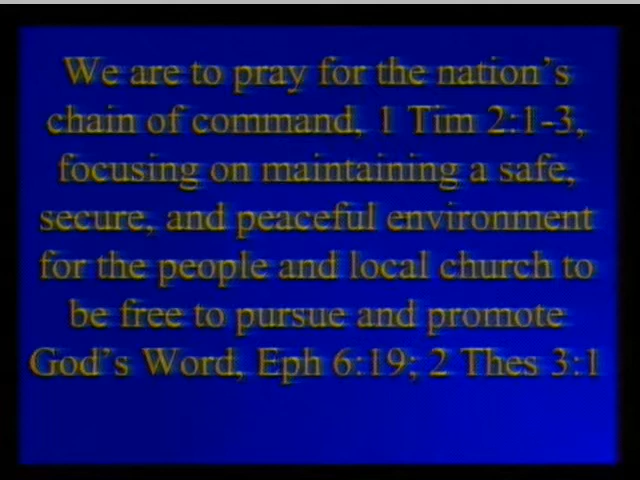 We are to pray for the nation's
chain of command, 1 Tim 2:1-3,
focusing on maintaining a safe,
secure, and peaceful environment
for the people and local church to
be free to pursue and promote
God's Word, Eph 6:19; 2 Thes 3:1